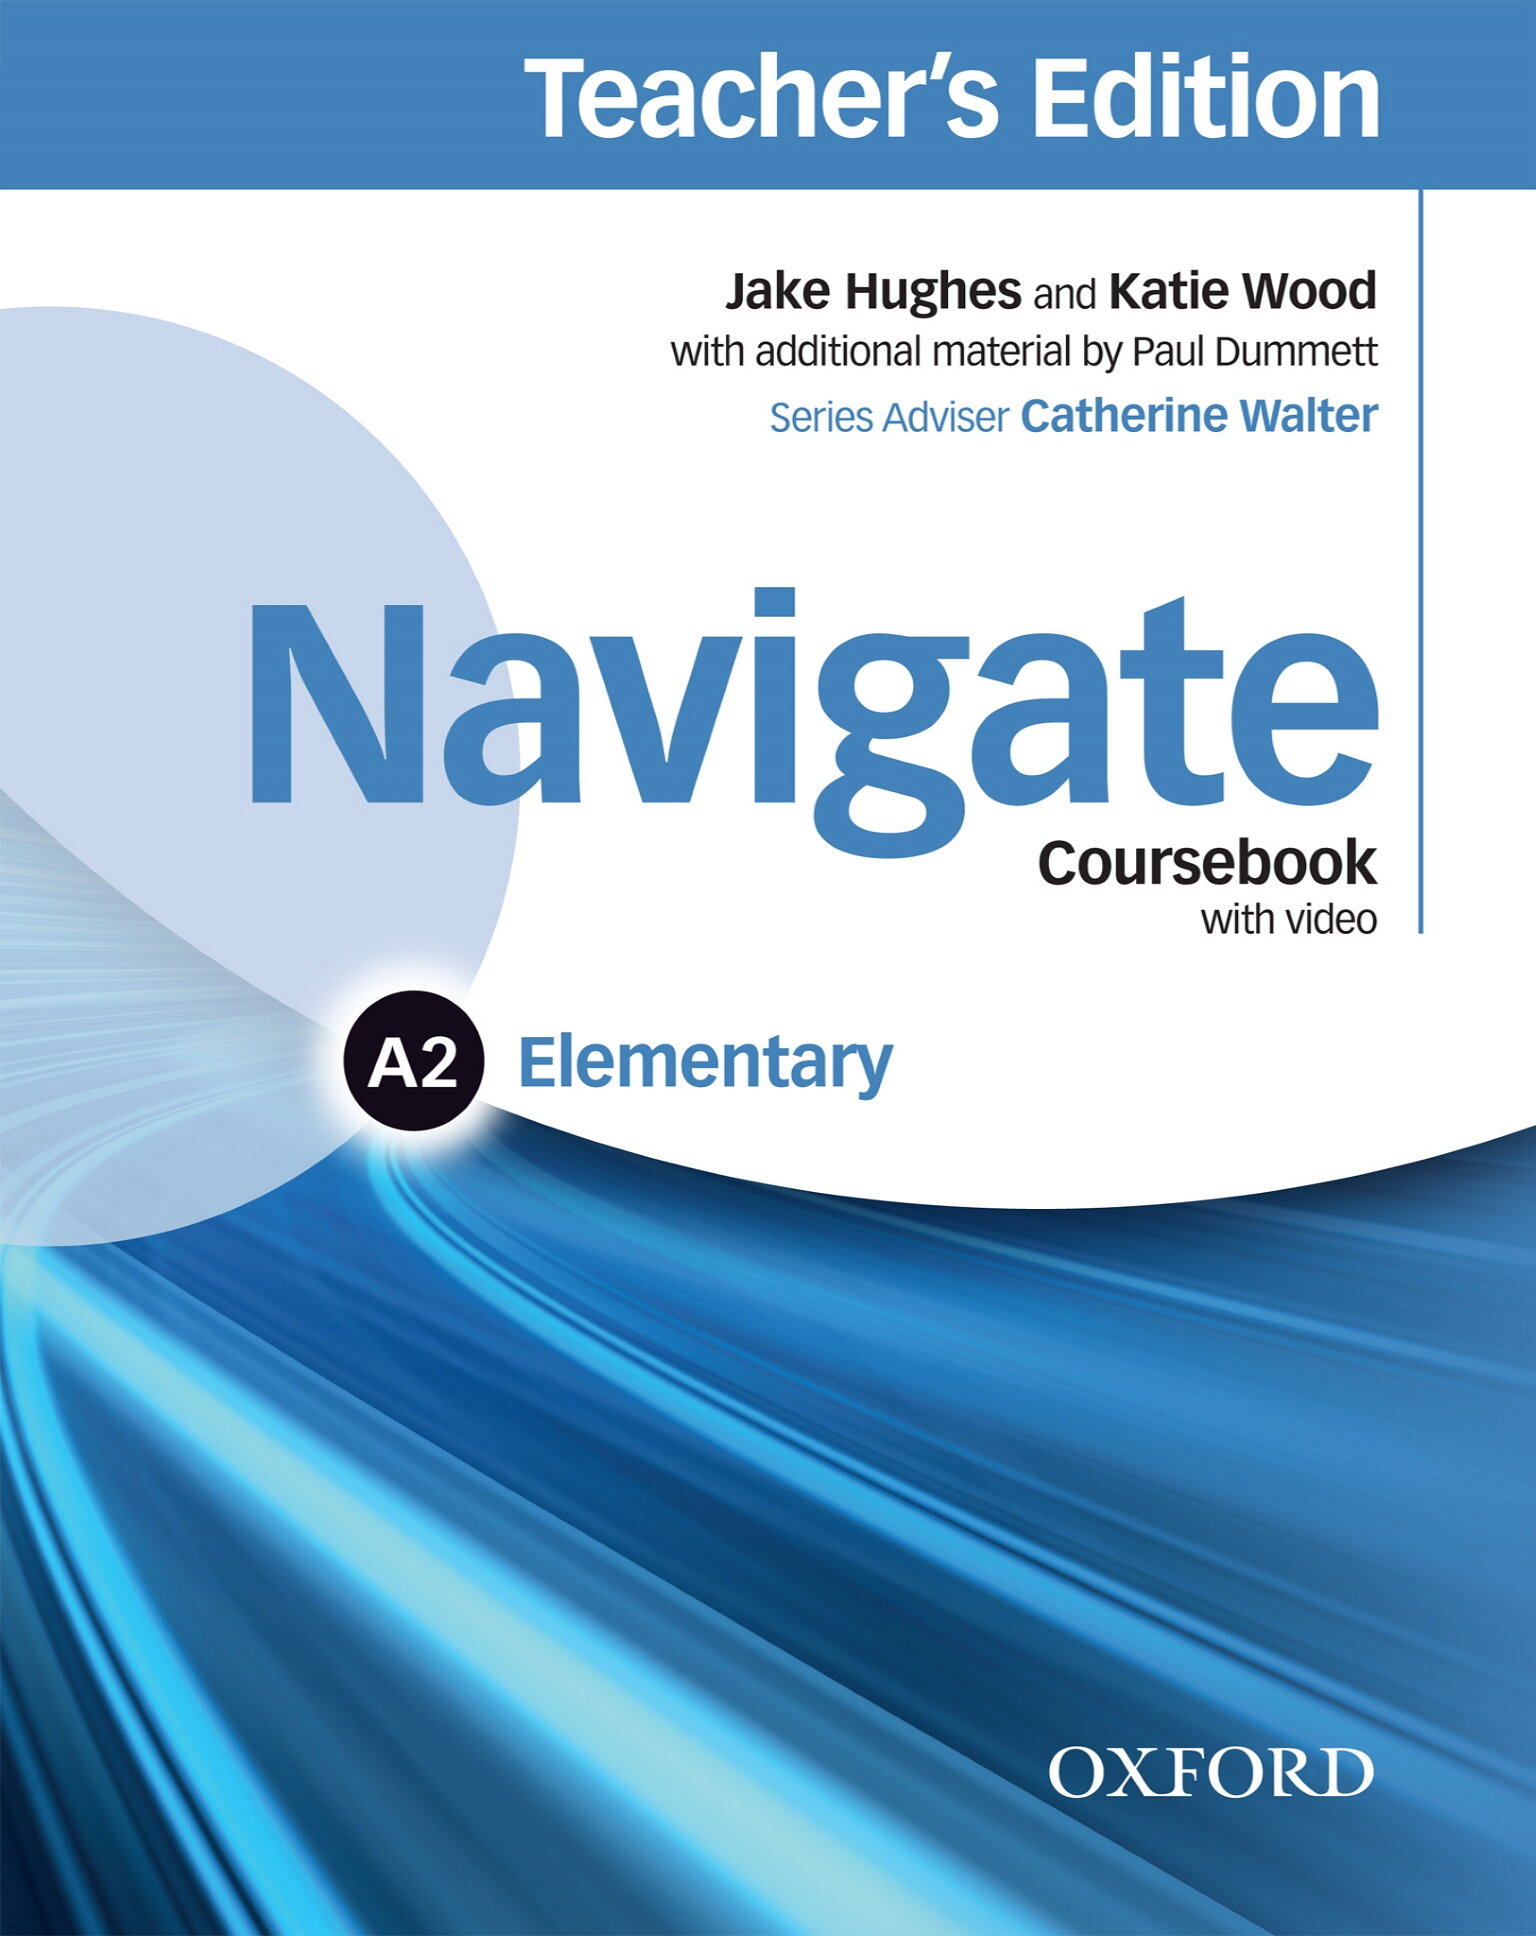 Teacher’s Edition
Jake Hughes and Katie Wood
with additional material by Paul Dummett
Series Adviser Catherine Walter
Navigate
Coursebook
with video
A2 Elementary
OXFORD